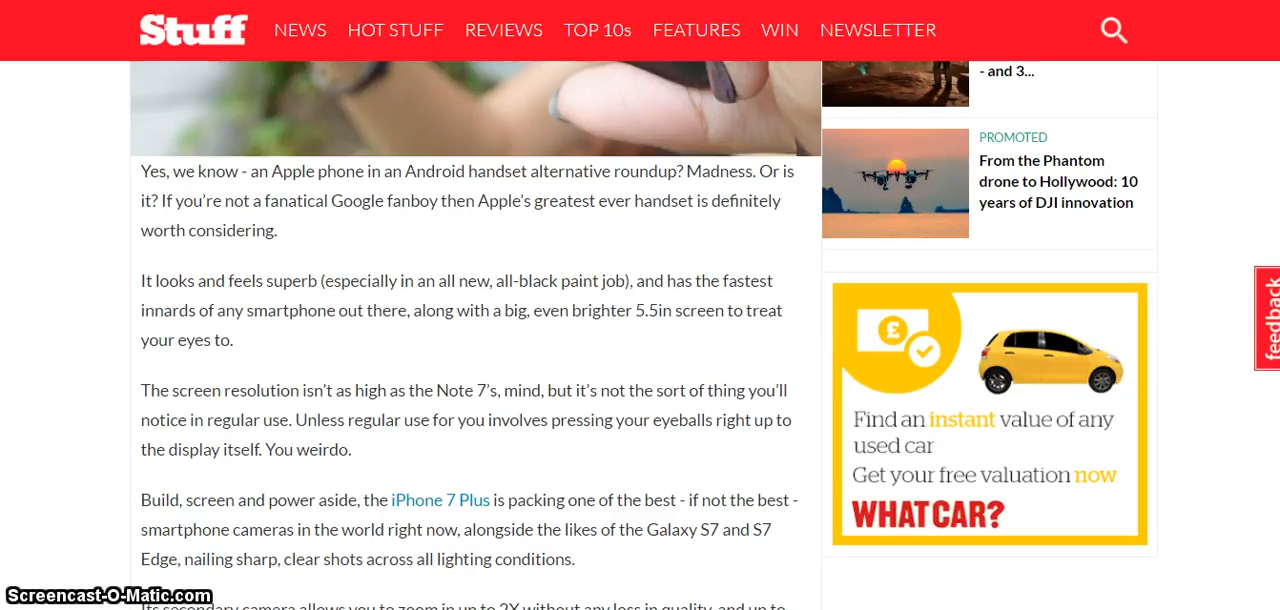 Stuff NEWS HOT STUFF REVIEWS TOP 10s FEATURES WIN NEWSLETTER
Yes, we know - an Apple phone in an Android handset alternative roundup? Madness. Or is
it? If you’re not a fanatical Google fanboy then Apple’s greatest ever handset is definitely
worth considering.
It looks and feels superb (especially in an all new, all-black paint job), and has the fastest
innards of any smartphone out there, along with a big, even brighter 5.5in screen to treat
your eyes to.
The screen resolution isn’t as high as the Note 7’s, mind, but it’s not the sort of thing you’ll
notice in regular use. Unless regular use for you involves pressing your eyeballs right up to
the display itself. You weirdo.
Build, screen and power aside, the iPhone 7 Plus is packing one of the best - if not the best -
smartphone cameras in the world right now, alongside the likes of the Galaxy S7 and S7
Edge, nailing sharp, clear shots across all lighting conditions.
Its secondary camera allows you to zoom in up to 2X without any loss in quality, and up to
- and 3...
PROMOTED
From the Phantom
drone to Hollywood: 10
years of DJI innovation
£
Find an instant value of any
used car
Get your free valuation now
WHATCAR?
feedback
Screencast-O-Matic.com